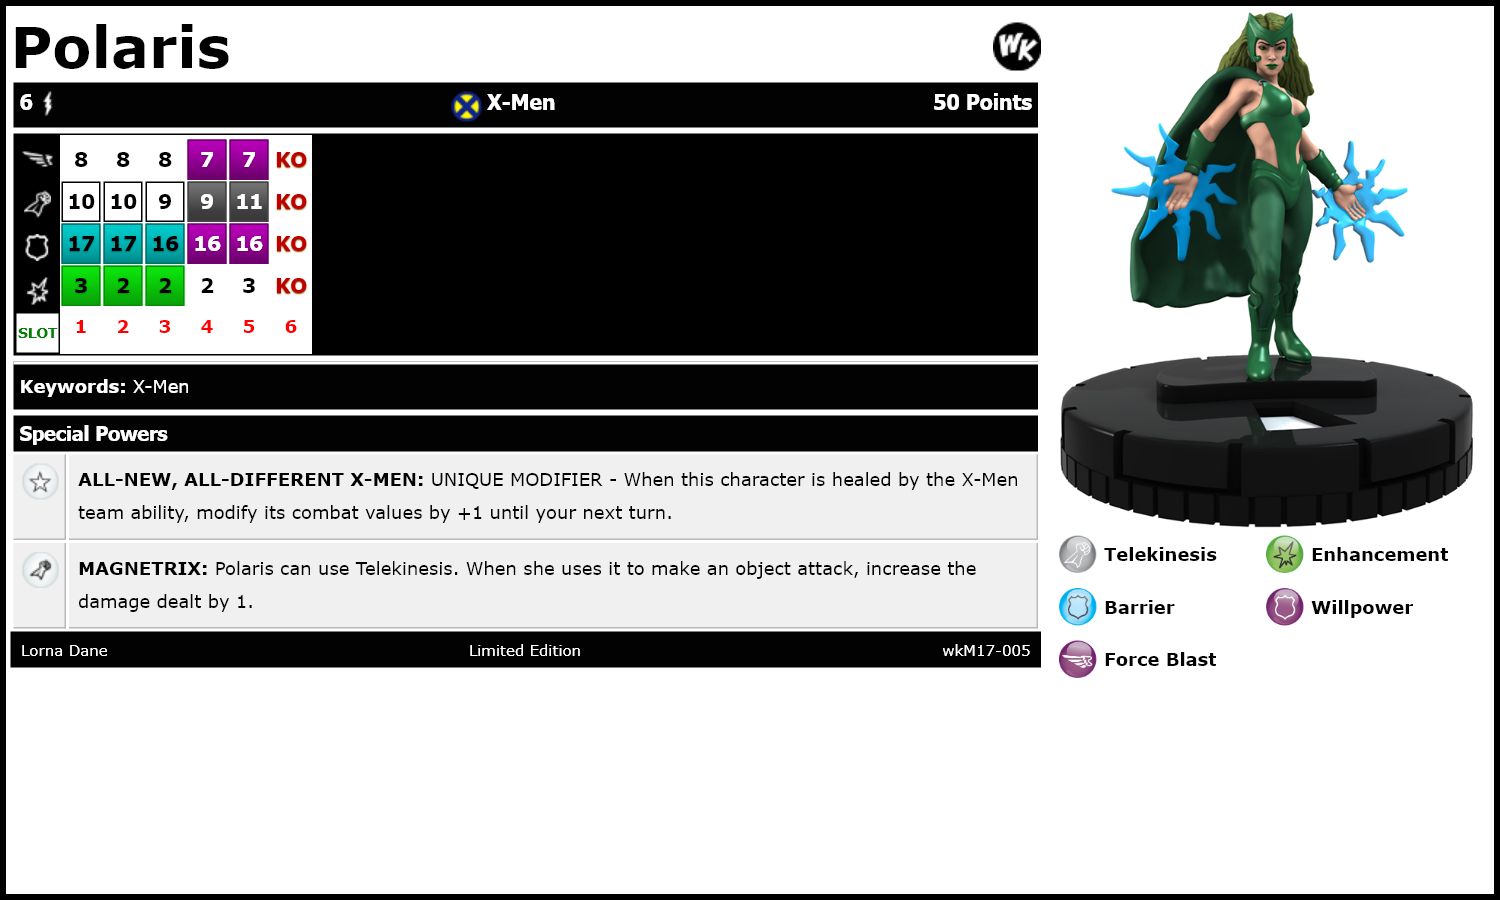 Polaris
WK
6 X-Men 50 Points
8 8 8 7 7 KO
10 10 9 9 11 KO
17 17 16 16 16 KO
3 2 2 2 3 KO
SLOT 1 2 3 4 5 6
Keywords: X-Men
Special Powers
ALL-NEW, ALL-DIFFERENT X-MEN: UNIQUE MODIFIER - When this character is healed by the X-Men
team ability, modify its combat values by +1 until your next turn.
MAGNETRIX: Polaris can use Telekinesis. When she uses it to make an object attack, increase the
damage dealt by 1.
Lorna Dane Limited Edition wkM17-005
Telekinesis Enhancement
Barrier Willpower
Force Blast